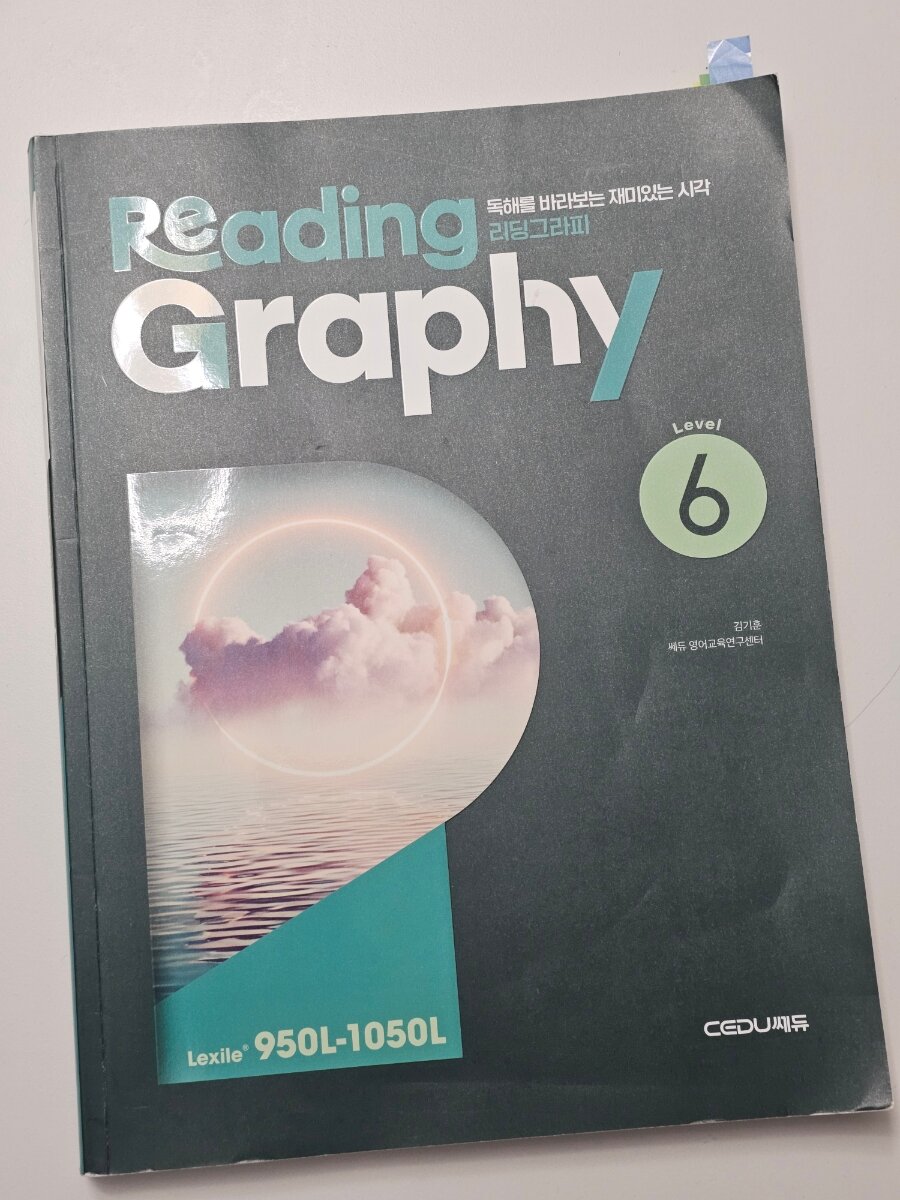 Reading
독해를 바라보는 재미있는 시각
리딩그라피
Graphy
Level
6
김기훈
쎄듀 영어교육연구센터
Lexile® 950L-1050L
CEDU쎄듀